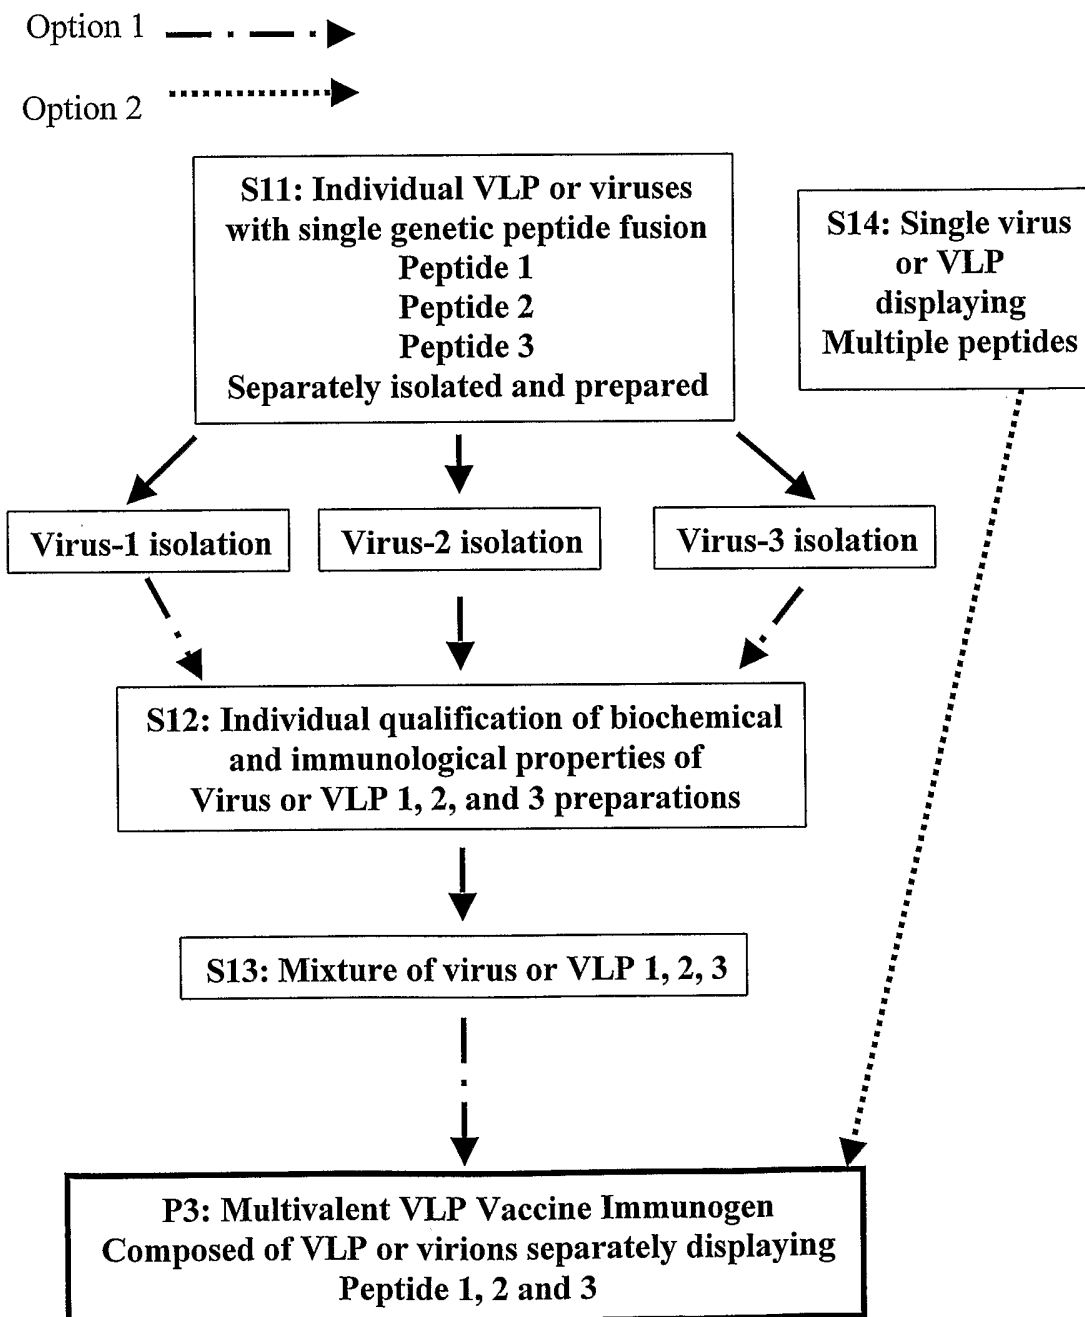 Option 1
Option 2
S11: Individual VLP or viruses
with single genetic peptide fusion
Peptide 1
Peptide 2
Peptide 3
Separately isolated and prepared
S14: Single virus
or VLP
displaying
Multiple peptides
Virus-1 isolation
Virus-2 isolation
Virus-3 isolation
S12: Individual qualification of biochemical
and immunological properties of
Virus or VLP 1, 2, and 3 preparations
S13: Mixture of virus or VLP 1, 2, 3
P3: Multivalent VLP Vaccine Immunogen
Composed of VLP or virions separately displaying
Peptide 1, 2 and 3